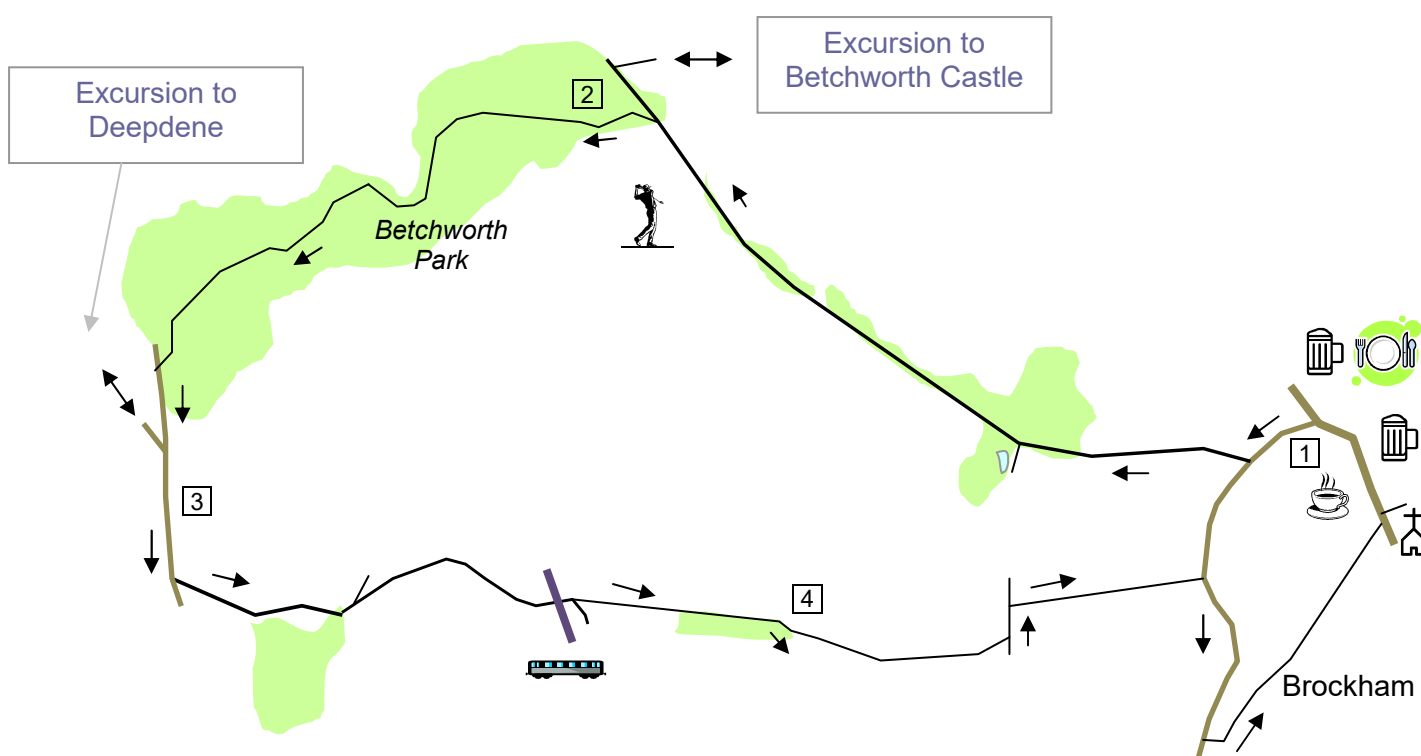 Excursion to
Betchworth Castle
Excursion to
Deepdene
2
Betchworth
Park
1
3
4
Brockham